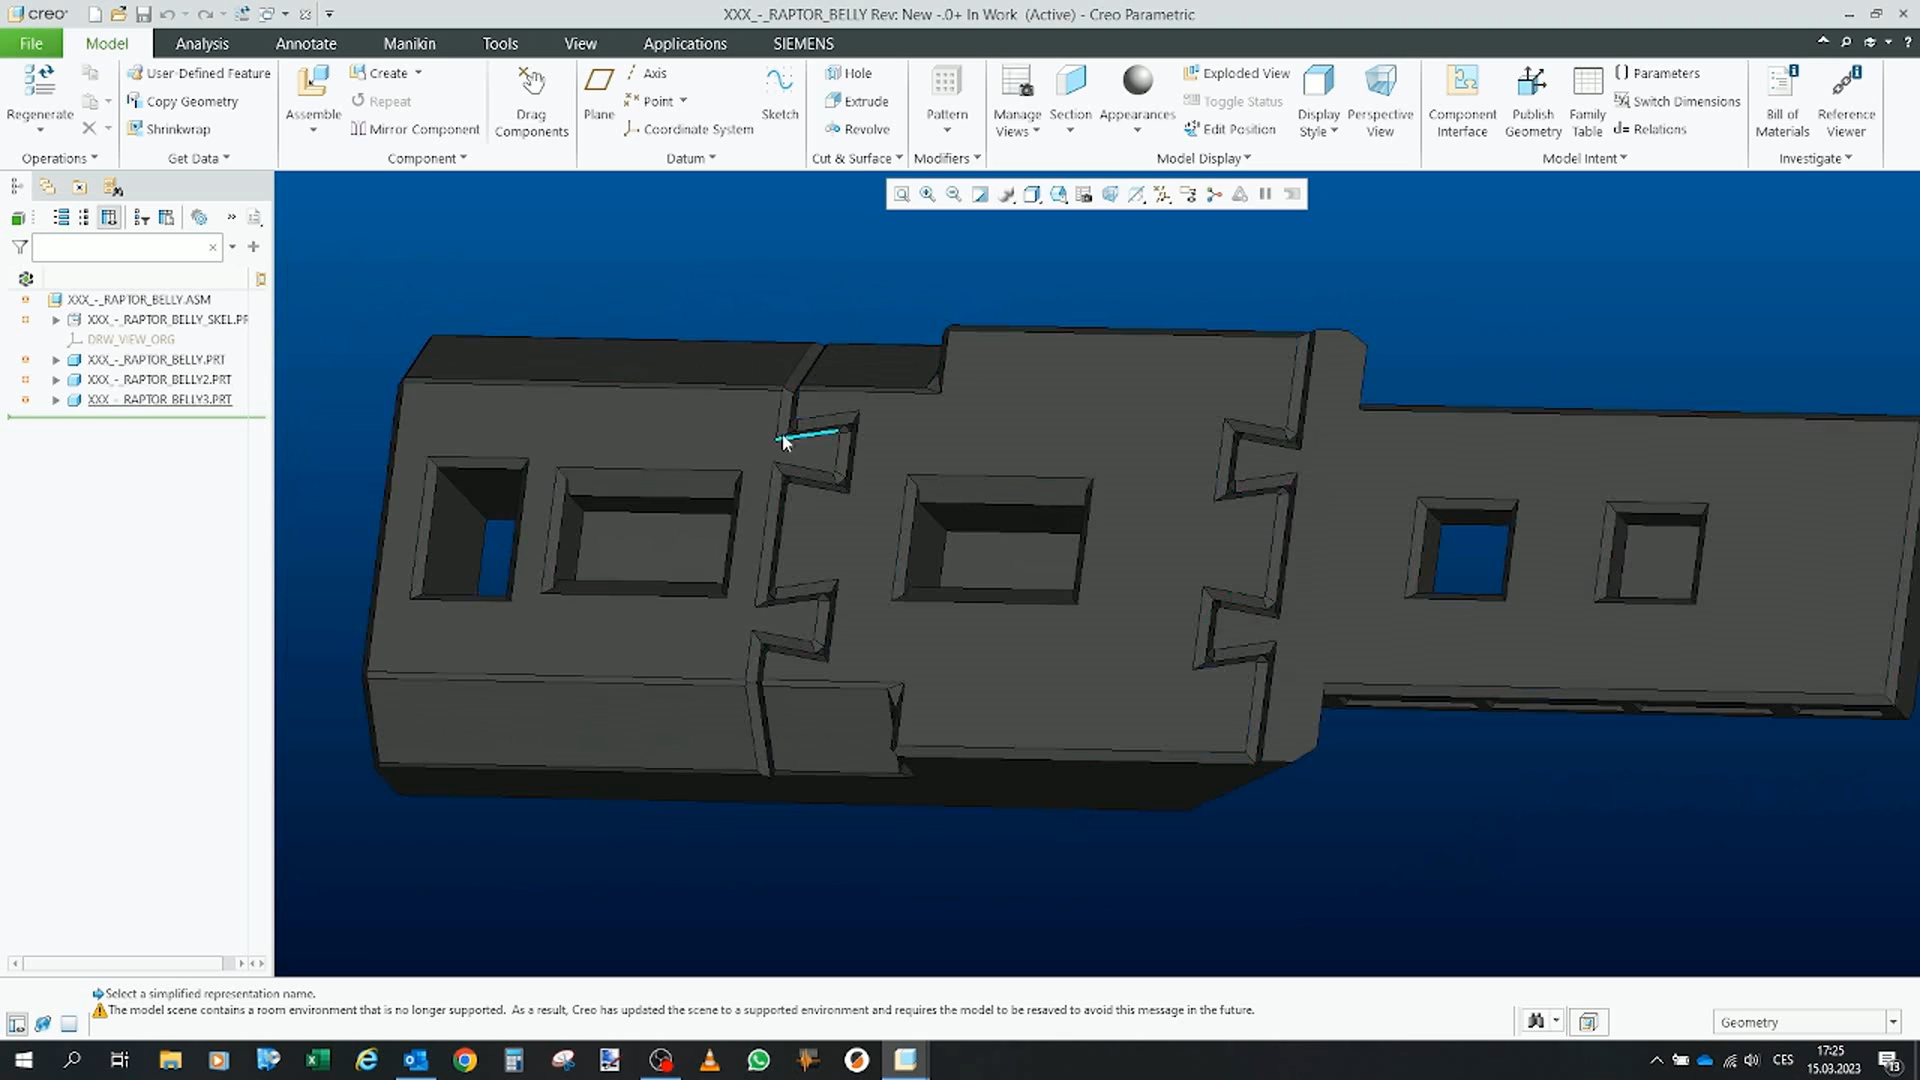 creo
XXX_-_RAPTOR_BELLY Rev: New -.0+ In Work (Active) - Creo Parametric
File
Model
Analysis
Annotate
Manikin
Tools
View
Applications
SIEMENS
Regenerate
Operations
User-Defined Feature
Copy Geometry
Shrinkwrap
Get Data
Assemble
Create
Repeat
Mirror Component
Component
Drag
Components
Plane
Axis
Point
Coordinate System
Sketch
Datum
Hole
Extrude
Revolve
Cut & Surface
Pattern
Modifiers
Manage
Views
Section
Appearances
Exploded View
Toggle Status
Edit Position
Display
Style
Perspective
View
Model Display
Component
Interface
Publish
Geometry
Family
Table
Parameters
Switch Dimensions
d= Relations
Model Intent
Bill of
Materials
Reference
Viewer
Investigate
XXX_-_RAPTOR_BELLY.ASM
XXX_-_RAPTOR_BELLY_SKEL.PR
DRW_VIEW_ORG
XXX_-_RAPTOR_BELLY.PRT
XXX_-_RAPTOR_BELLY2.PRT
XXX_-_RAPTOR_BELLY3.PRT
Select a simplified representation name.
The model scene contains a room environment that is no longer supported. As a result, Creo has updated the scene to a supported environment and requires the model to be resaved to avoid this message in the future.
Geometry
CES
17:25
15.03.2023
13